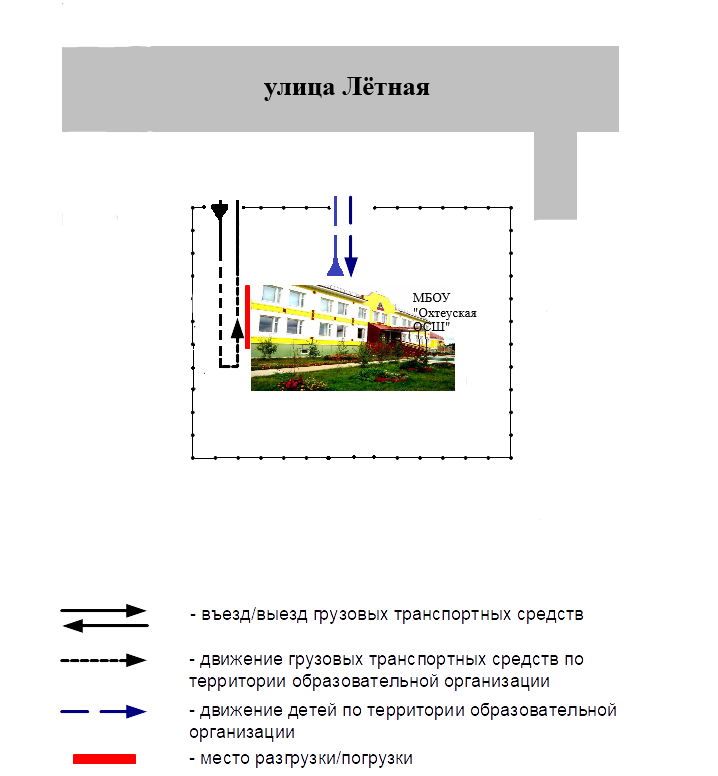 улица Лётная
МБОУ
"Охтеуская
ОСШ"
- въезд/выезд грузовых транспортных средств
- движение грузовых транспортных средств по
территории образовательной организации
- движение детей по территории образовательной
организации
- место разгрузки/погрузки